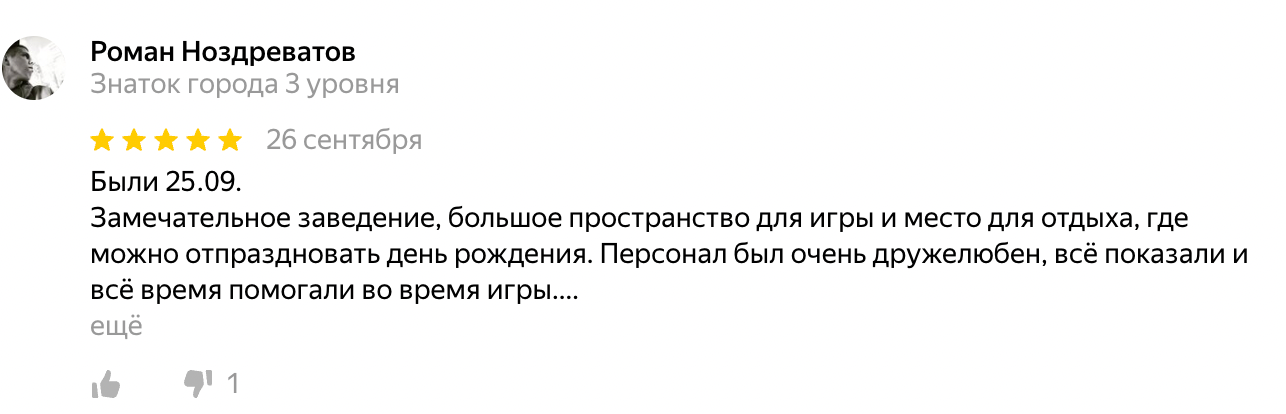 Роман Ноздреватов
Знаток города 3 уровня
26 сентября
Были 25.09.
Замечательное заведение, большое пространство для игры и место для отдыха, где
можно отпраздновать день рождения. Персонал был очень дружелюбен, всё показали и
всё время помогали во время игры....
ещё
1